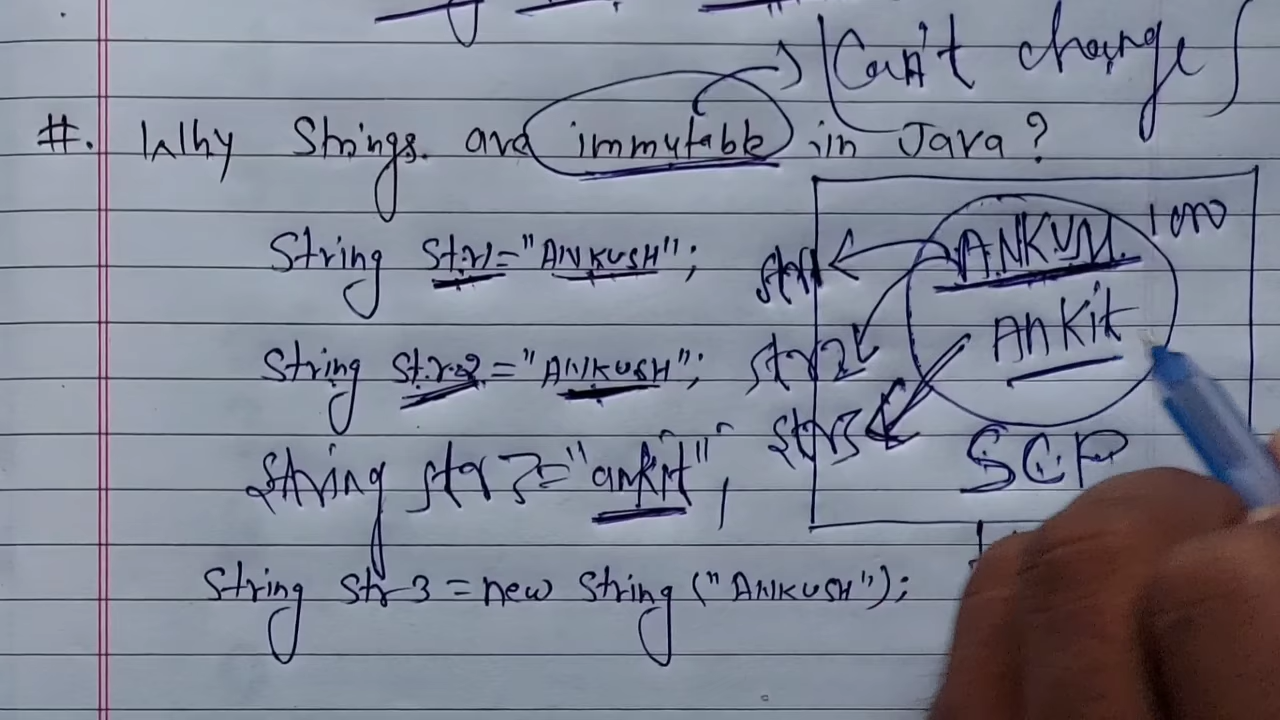 Can't change
#. Why Strings are immutable in Java?
String Str1="ANKUSH"; str1 ANKUSH 1000
String Str2="ANKUSH"; str2 Ankit
String str3="ankit"; str3 SCP
String Str3=new String("ANKUSH");